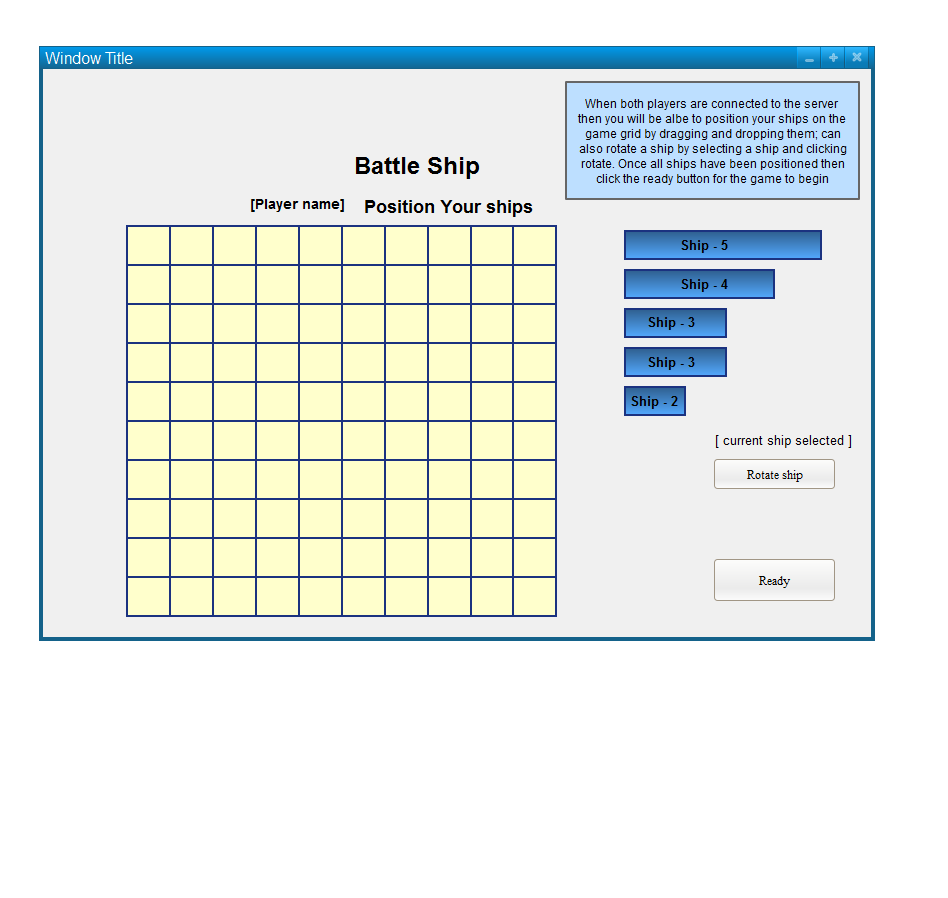 Window Title
When both players are connected to the server
then you will be albe to position your ships on the
game grid by dragging and dropping them; can
also rotate a ship by selecting a ship and clicking
rotate. Once all ships have been positioned then
click the ready button for the game to begin
Battle Ship
[Player name]
Position Your ships
Ship - 5
Ship - 4
Ship - 3
Ship - 3
Ship - 2
[ current ship selected ]
Rotate ship
Ready